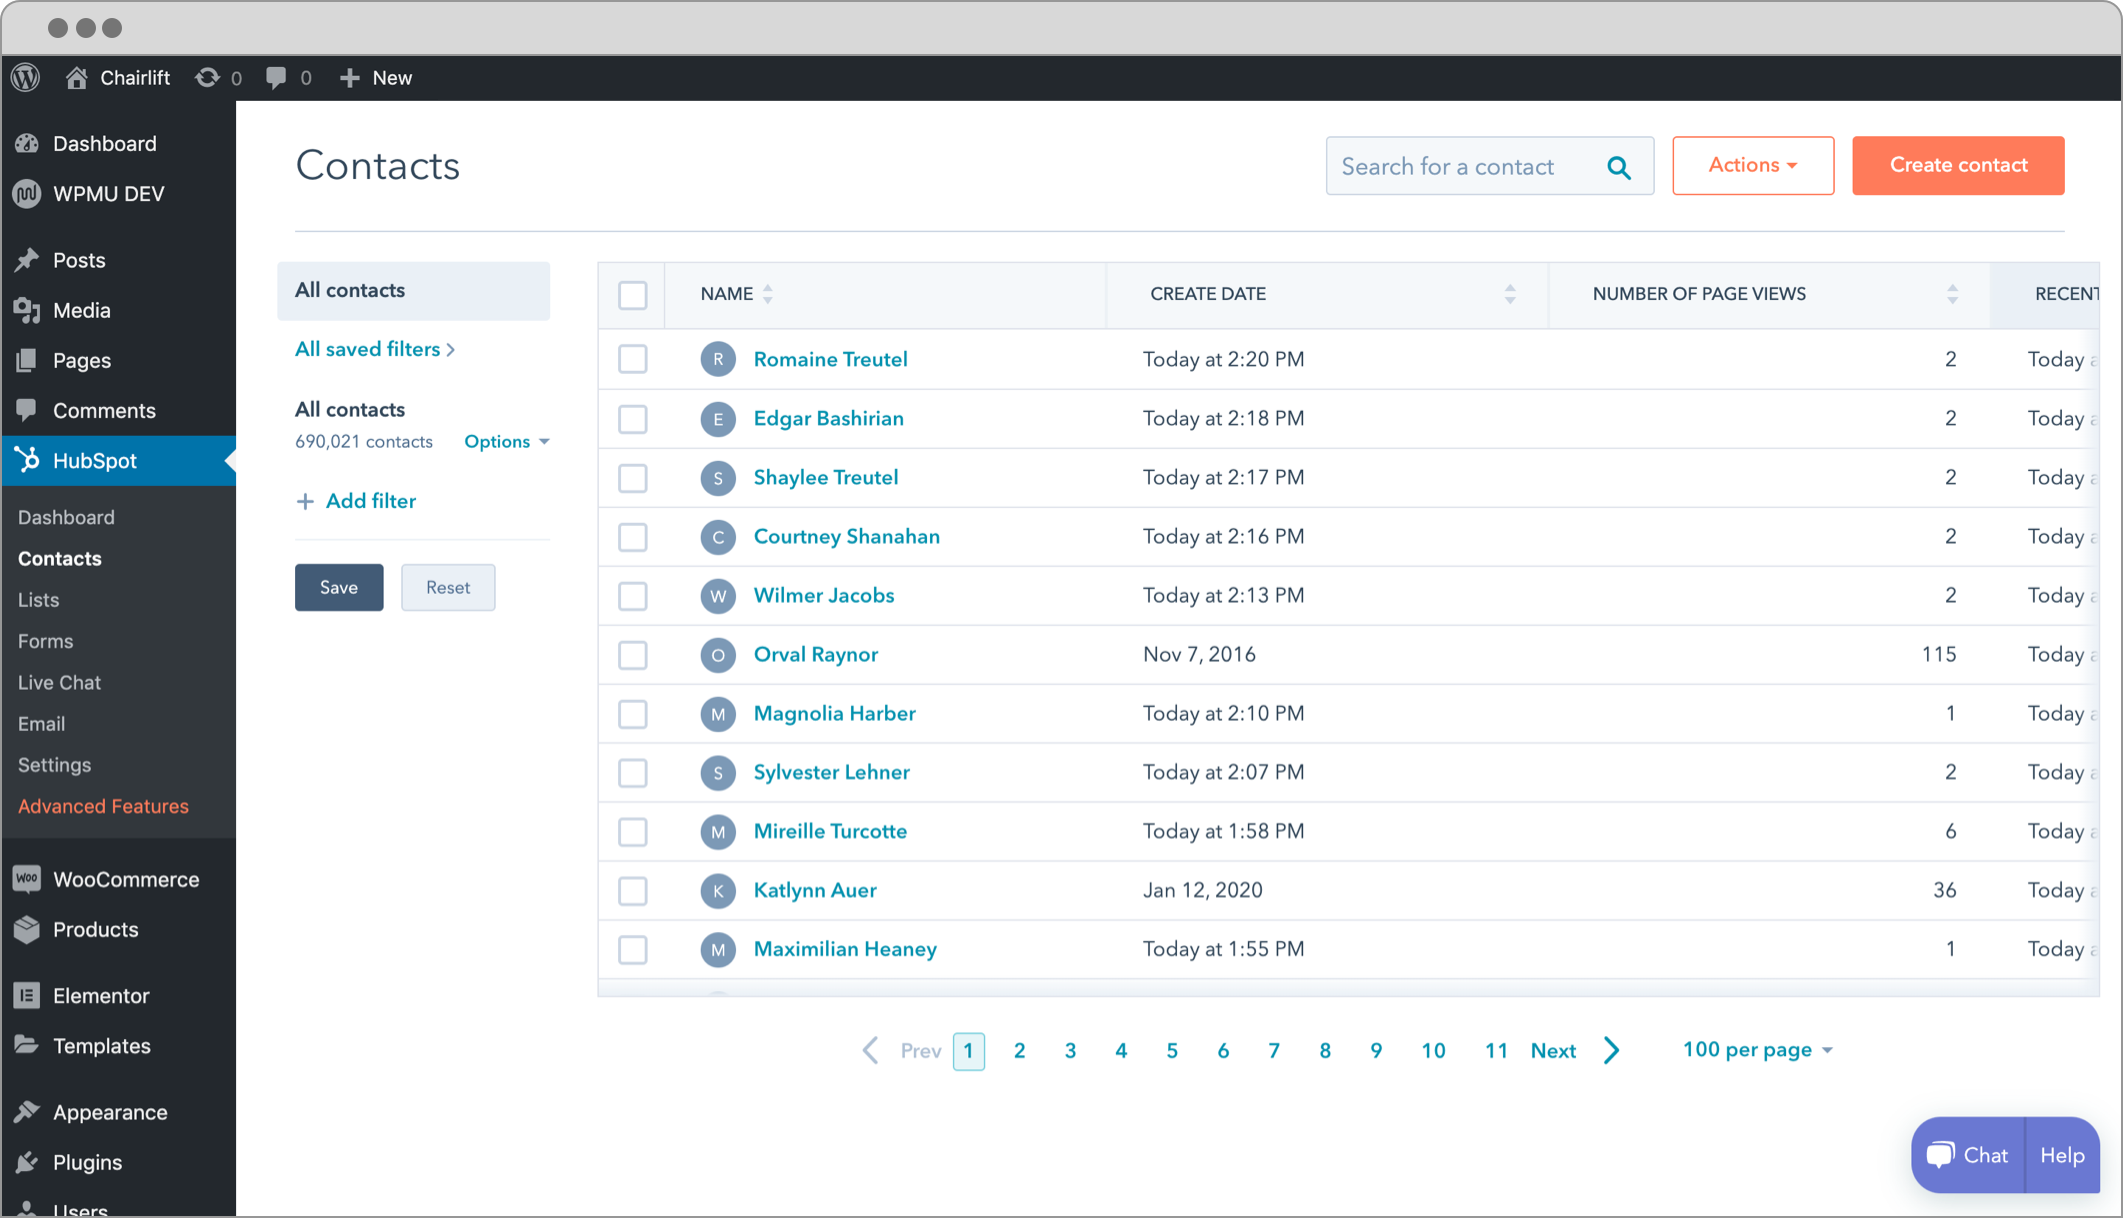 Chairlift 0 0 New
Dashboard
WPMU DEV
Posts
Media
Pages
Comments
HubSpot
Dashboard
Contacts
Lists
Forms
Live Chat
Email
Settings
Advanced Features
WOO WooCommerce
Products
Elementor
Templates
Appearance
Plugins
Users
Contacts
Search for a contact
Actions
Create contact
All contacts
All saved filters
All contacts
690,021 contacts Options
+ Add filter
Save Reset
NAME CREATE DATE NUMBER OF PAGE VIEWS RECENT
R Romaine Treutel Today at 2:20 PM 2 Today a
E Edgar Bashirian Today at 2:18 PM 2 Today a
S Shaylee Treutel Today at 2:17 PM 2 Today a
C Courtney Shanahan Today at 2:16 PM 2 Today a
W Wilmer Jacobs Today at 2:13 PM 2 Today a
O Orval Raynor Nov 7, 2016 115 Today a
M Magnolia Harber Today at 2:10 PM 1 Today a
S Sylvester Lehner Today at 2:07 PM 2 Today a
M Mireille Turcotte Today at 1:58 PM 6 Today a
K Katlynn Auer Jan 12, 2020 36 Today a
M Maximilian Heaney Today at 1:55 PM 1 Today a
Prev 1 2 3 4 5 6 7 8 9 10 11 Next 100 per page
Chat Help